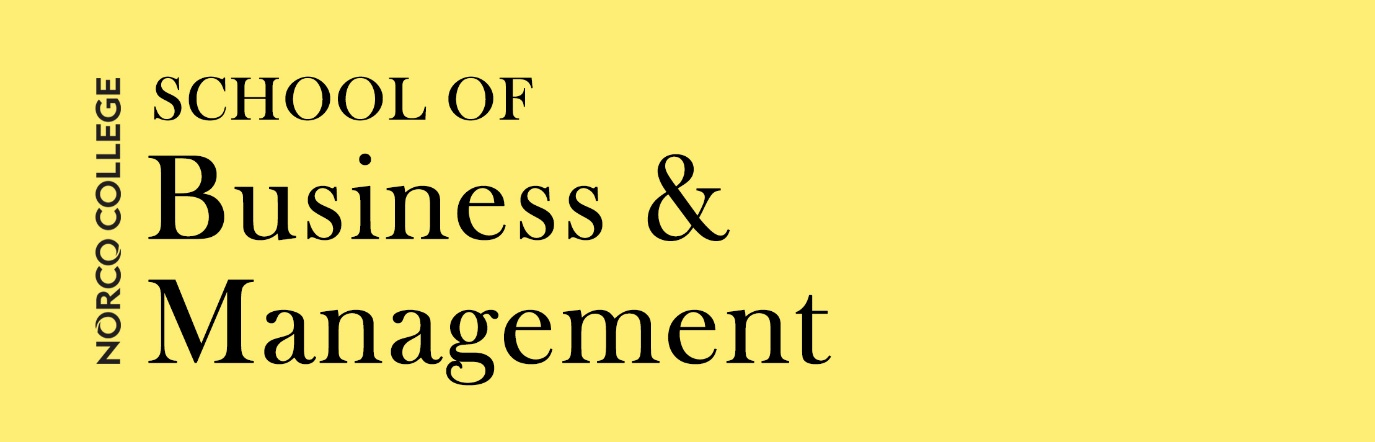 NORCO COLLEGE
SCHOOL OF
Business &
Management